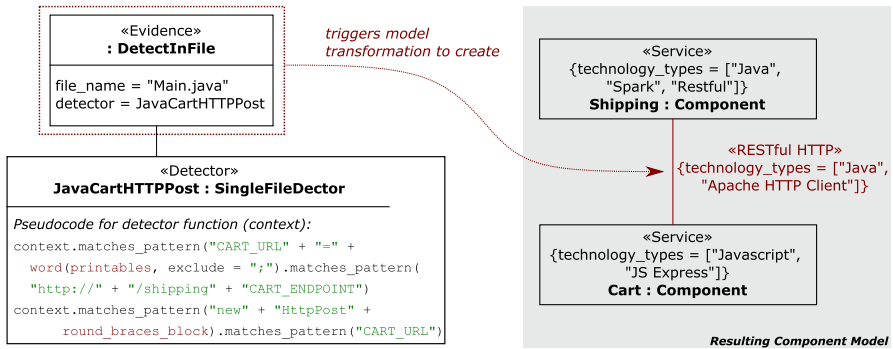 «Evidence»
: DetectInFile
file_name = "Main.java"
detector = JavaCartHTTPPost
«Detector»
JavaCartHTTPPost : SingleFileDector
Pseudocode for detector function (context):
context.matches_pattern("CART_URL" + "=" +
word(printables, exclude = ";").matches_pattern(
"http://" + "/shipping" + "CART_ENDPOINT")
context.matches_pattern("new" + "HttpPost" +
round_braces_block).matches_pattern("CART_URL")
triggers model
transformation to create
«Service»
{technology_types = ["Java",
"Spark", "Restful"]}
Shipping : Component
«RESTful HTTP»
{technology_types = ["Java",
"Apache HTTP Client"]}
«Service»
{technology_types = ["Javascript",
"JS Express"]}
Cart : Component
Resulting Component Model